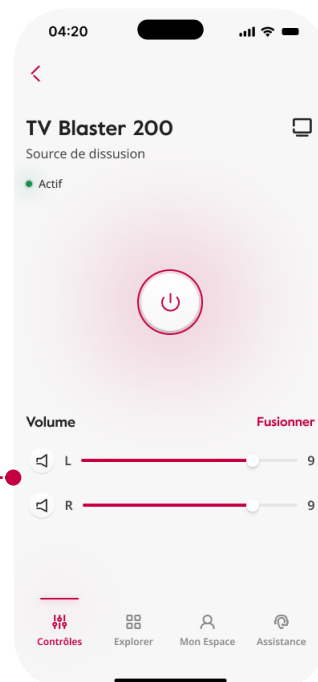 04:20
TV Blaster 200
Source de dissusion
Actif
Volume Fusionner
L 9
R 9
Contrôles Explorer Mon Espace Assistance